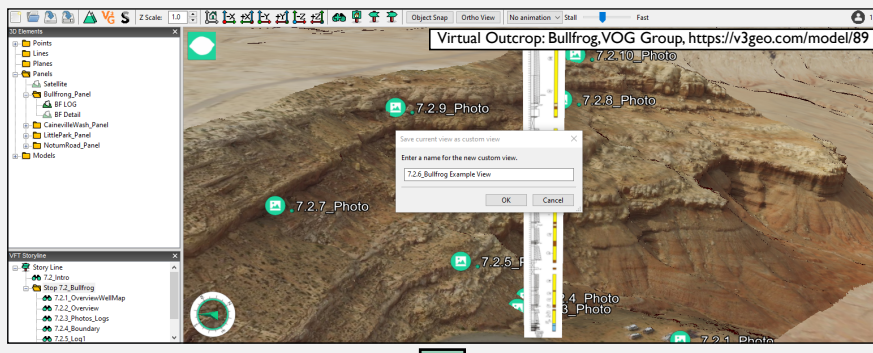 Z Scale: 1.0
Object Snap
Ortho View
No animation
Stall
Fast
Virtual Outcrop: Bullfrog,VOG Group, https://v3geo.com/model/89
3D Elements
Points
Lines
Planes
Panels
Satellite
Bullfrong_Panel
BF LOG
BF Detail
CainevilleWash_Panel
LittlePark_Panel
NotumRoad_Panel
Models
7.2.10_Photo
7.2.9_Photo
7.2.8_Photo
Save current view as custom view
Enter a name for the new custom view.
7.2.6_Bullfrog Example View
OK
Cancel
7.2.7_Photo
7.2.5_
.4_Photo
3_Photo
7.2.1_Photo
VFT Storyline
Story Line
7.2_Intro
Stop 7.2_Bullfrog
7.2.1_OverviewWellMap
7.2.2_Overview
7.2.3_Photos_Logs
7.2.4_Boundary
7.2.5_Log1